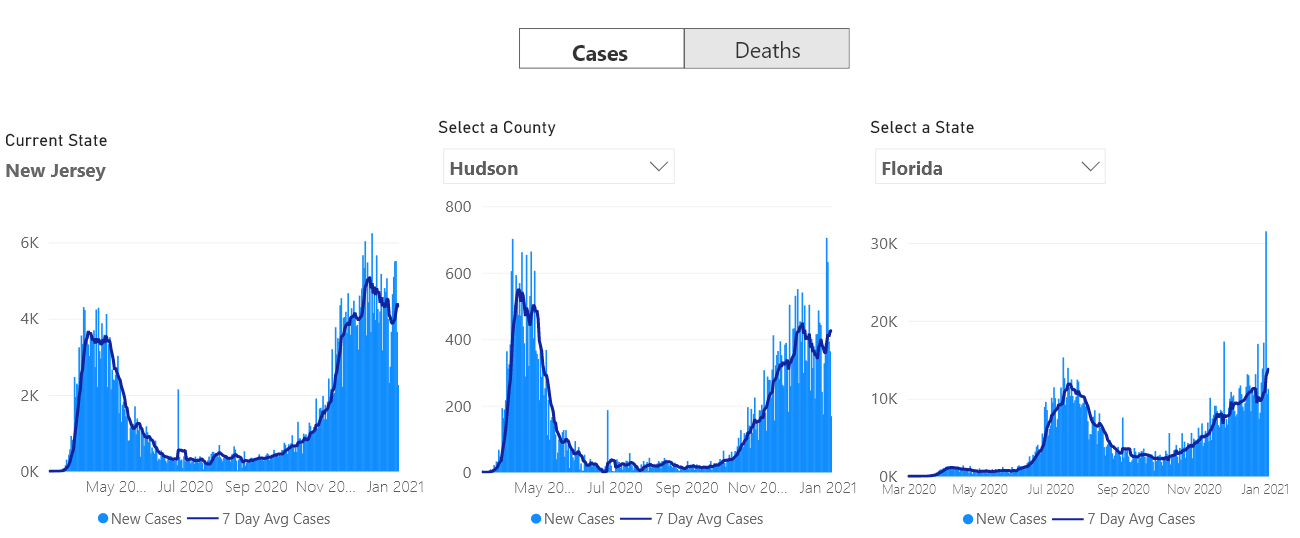 Cases
Deaths
Current State
New Jersey
6K
4K
2K
0K
May 20...
Jul 2020
Sep 2020
Nov 20...
Jan 2021
New Cases
7 Day Avg Cases
Select a County
Hudson
800
600
400
200
0
May 20...
Jul 2020
Sep 2020
Nov 20...
Jan 2021
New Cases
7 Day Avg Cases
Select a State
Florida
30K
20K
10K
0K
Mar 2020
May 2020
Jul 2020
Sep 2020
Nov 2020
Jan 2021
New Cases
7 Day Avg Cases